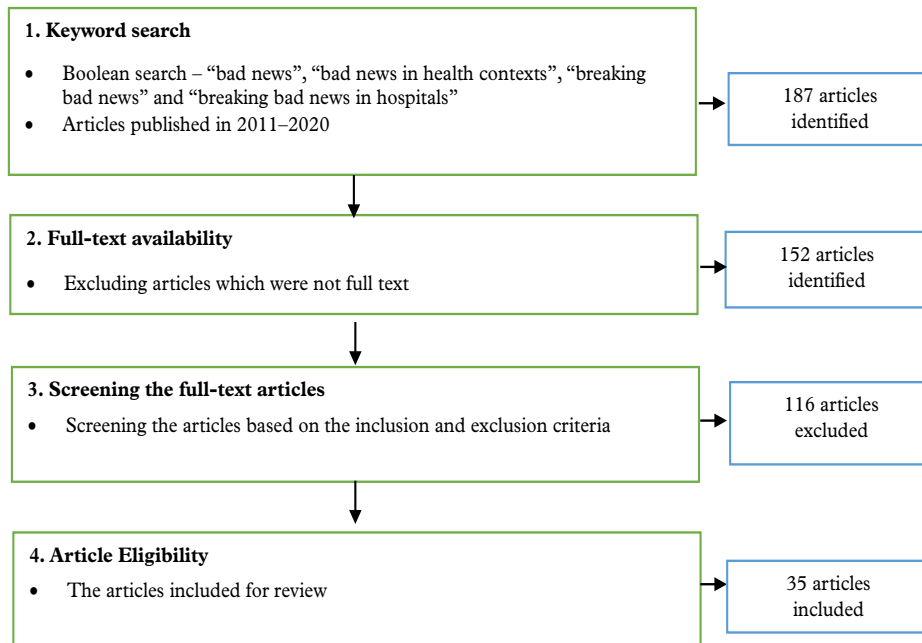 1. Keyword search
• Boolean search – “bad news”, “bad news in health contexts”, “breaking
bad news” and “breaking bad news in hospitals”
• Articles published in 2011–2020
187 articles
identified
2. Full-text availability
• Excluding articles which were not full text
152 articles
identified
3. Screening the full-text articles
• Screening the articles based on the inclusion and exclusion criteria
116 articles
excluded
4. Article Eligibility
• The articles included for review
35 articles
included